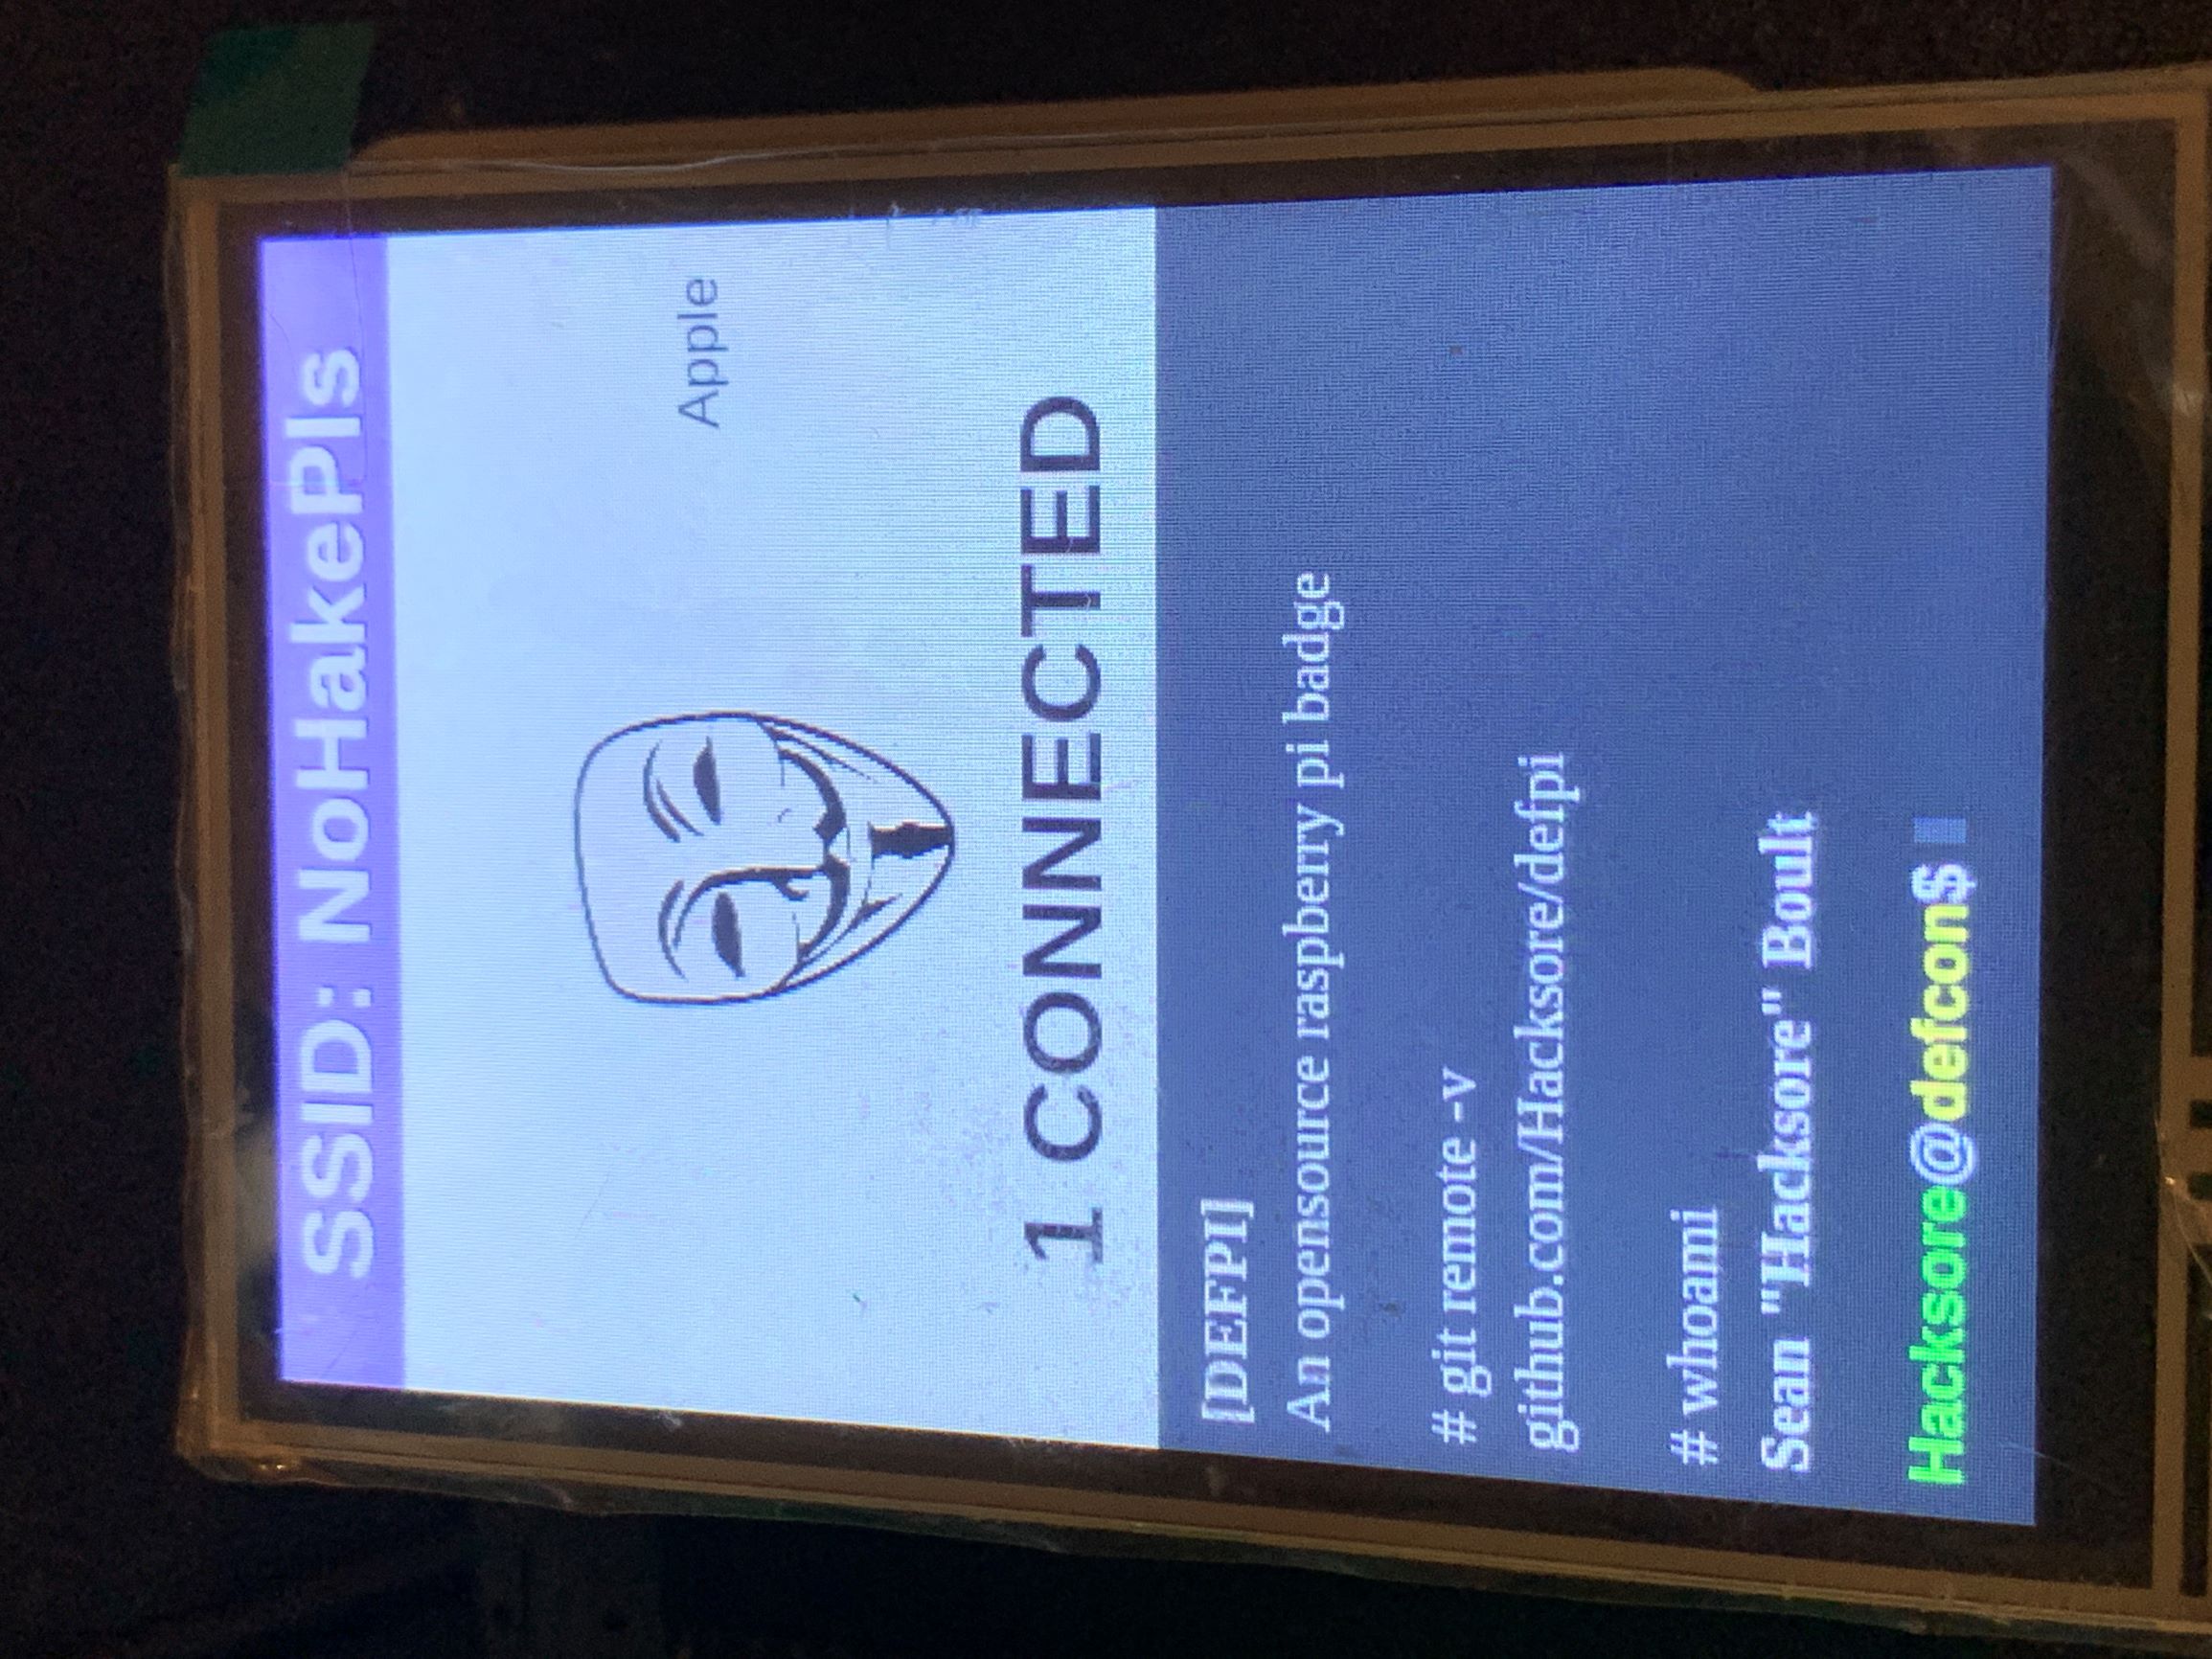 SSID: NoHakePls
Apple
1 CONNECTED
[DEFPI]
An opensource raspberry pi badge
# git remote -v
github.com/Hacksore/defpi
# whoami
Sean "Hacksore" Boult
Hacksore@defcon$